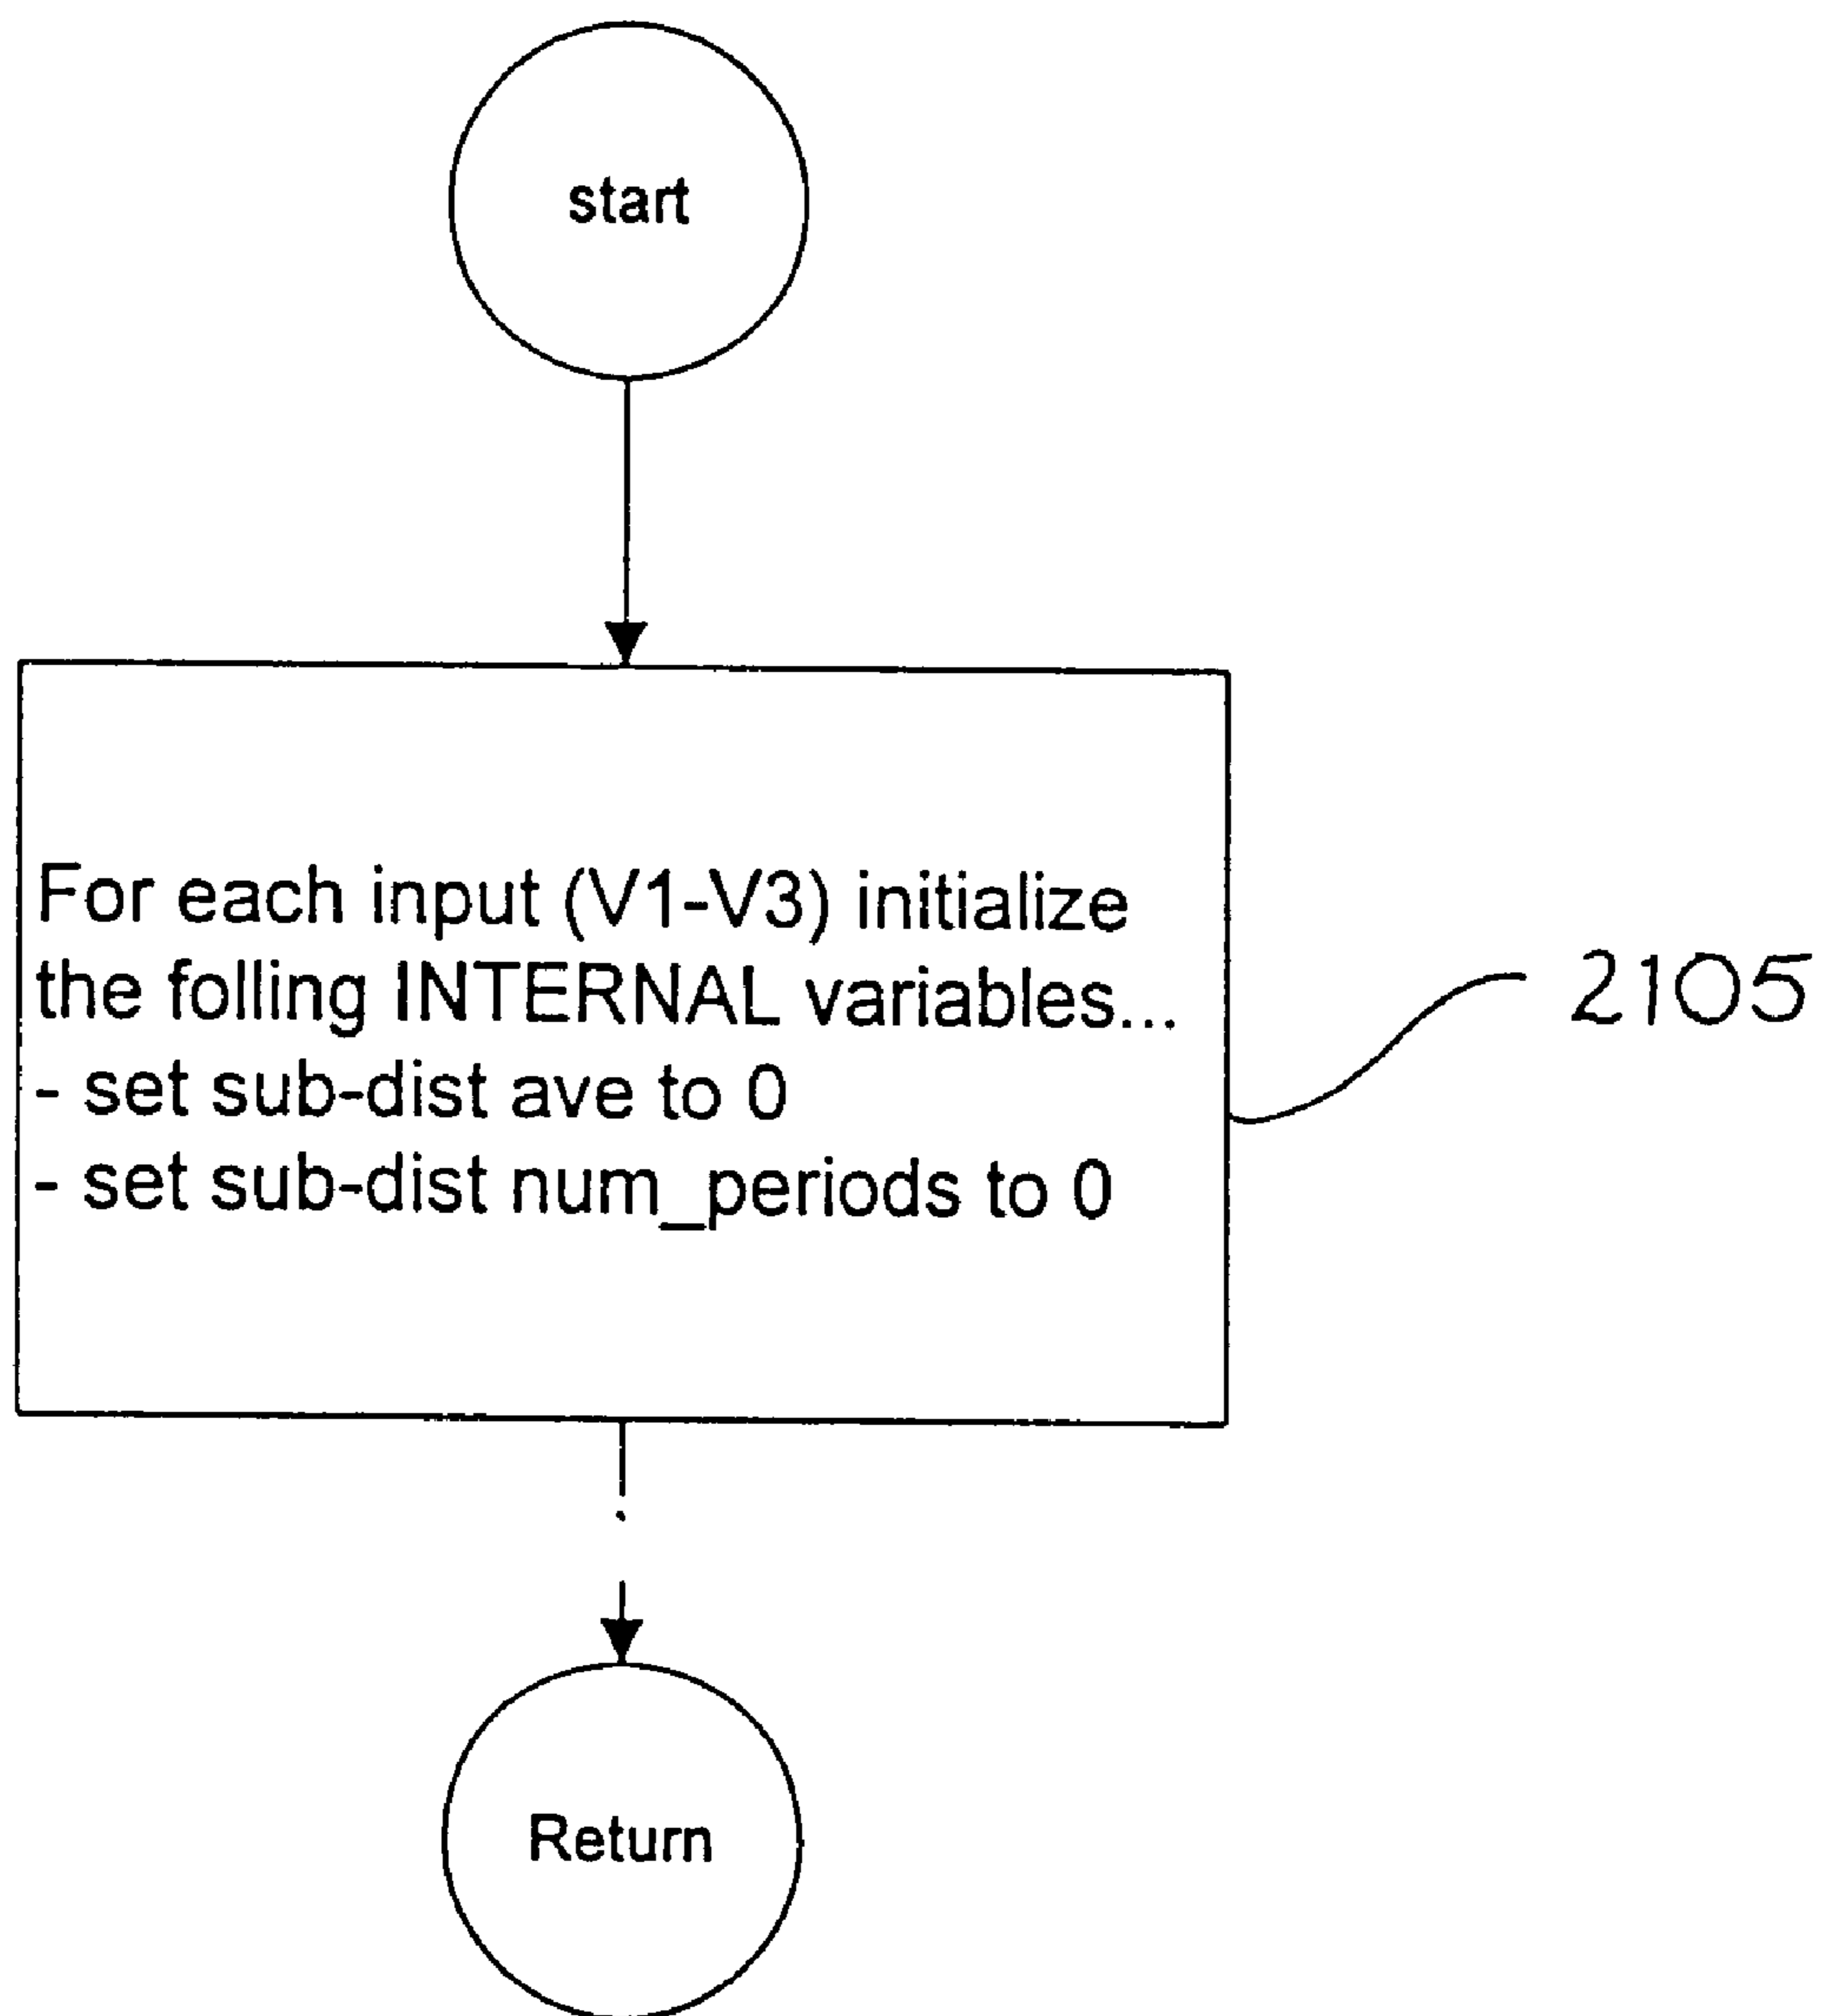 start
For each input (V1-V3) initialize
the folling INTERNAL variables...
- set sub-dist ave to 0
- set sub-dist num_periods to 0
2105
Return